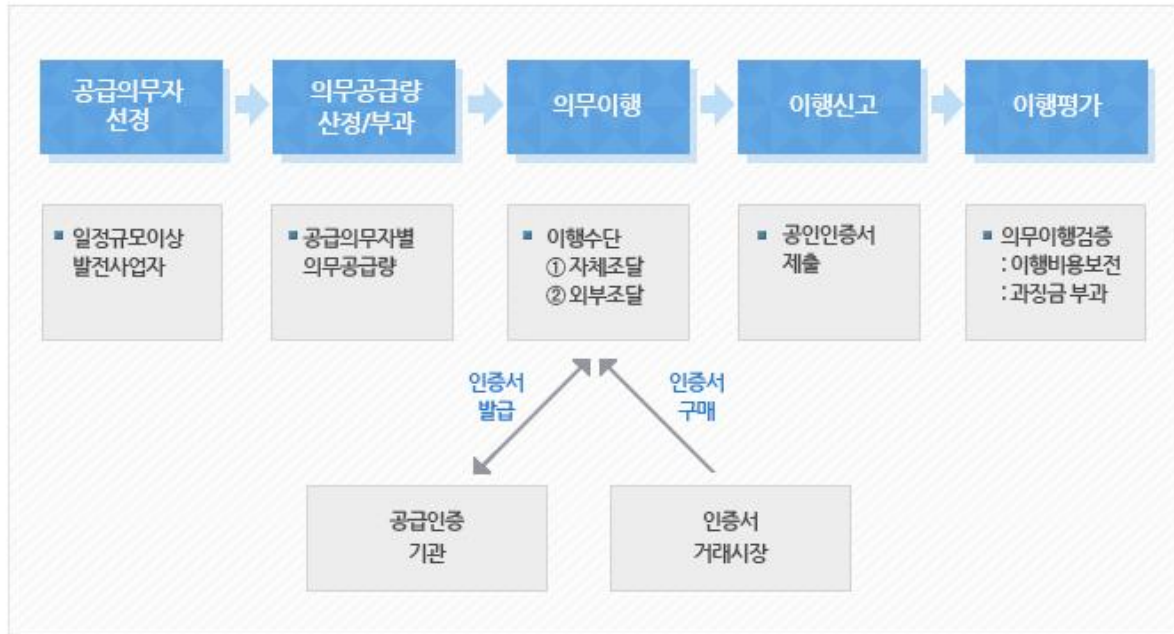 공급의무자
선정
의무공급량
산정/부과
의무이행
이행신고
이행평가
일정규모이상
발전사업자
공급의무자별
의무공급량
이행수단
① 자체조달
② 외부조달
공인인증서
제출
의무이행검증
: 이행비용보전
: 과징금 부과
인증서
발급
인증서
구매
공급인증
기관
인증서
거래시장